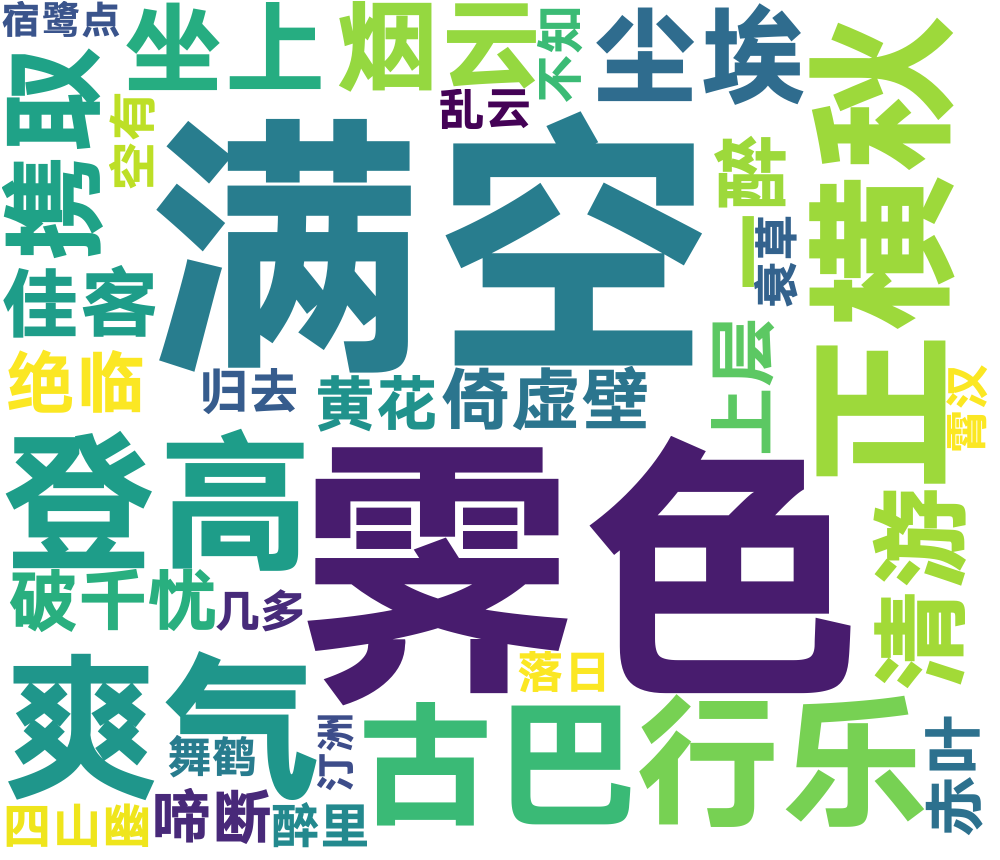 宿鹭点
坐上
烟云
不知
尘埃
横秋
携取
空有
乱云
满空
一醉
衰草
佳客
绝临
归去
黄花
倚虚壁
上层
正
霄汉
登高
霁色
清游
破千忧
几多
爽气
落日
舞鹤
汀洲
古巴
行乐
赤叶
四山幽
啼断
醉里